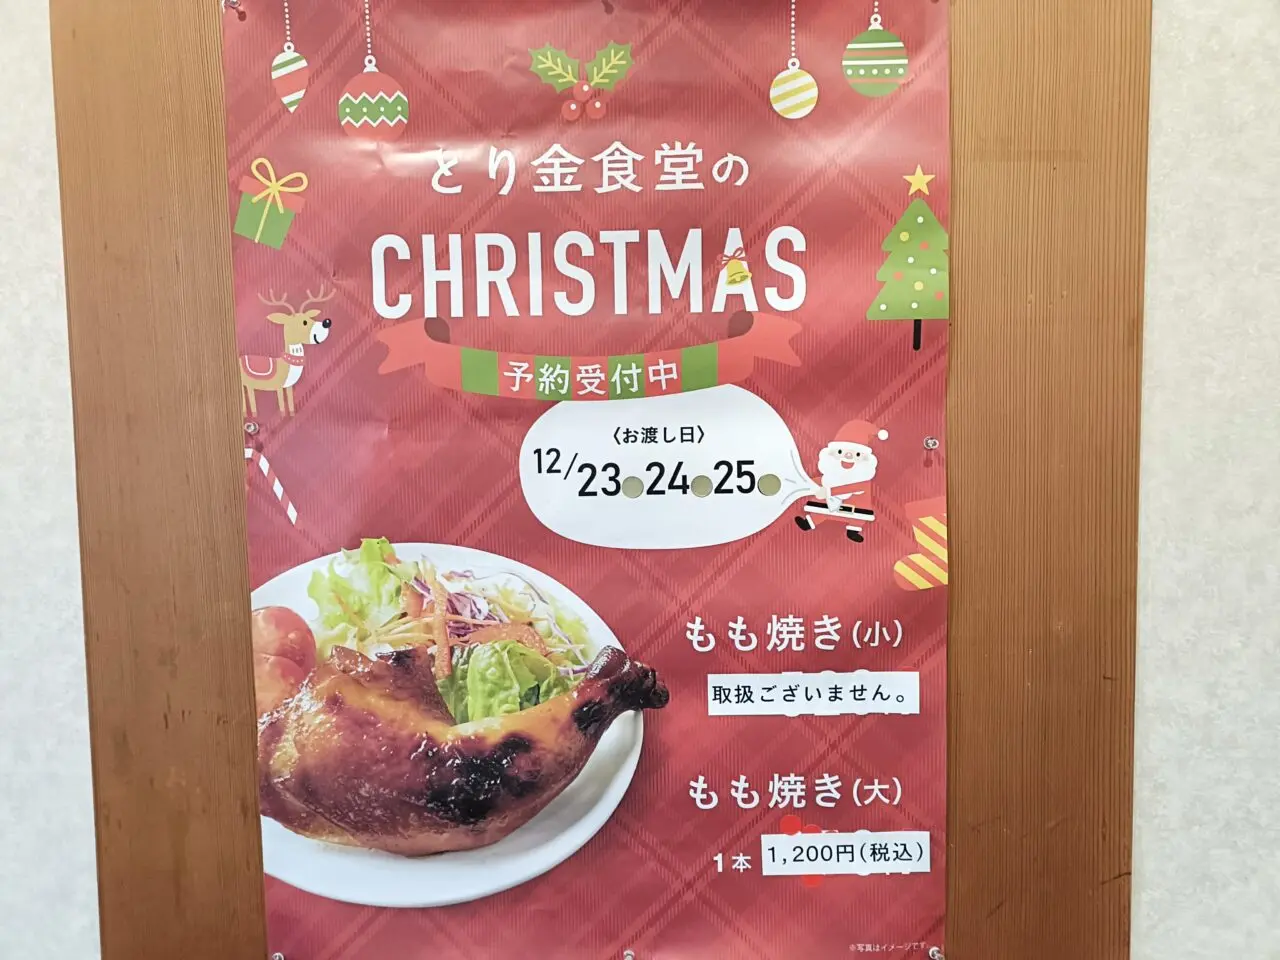 とり金食堂の
CHRISTMAS
予約受付中
〈お渡し日〉
12/23 24 25
もも焼き(小)
取扱ございません。
もも焼き(大)
1本 1,200円(税込)
※写真はイメージです。